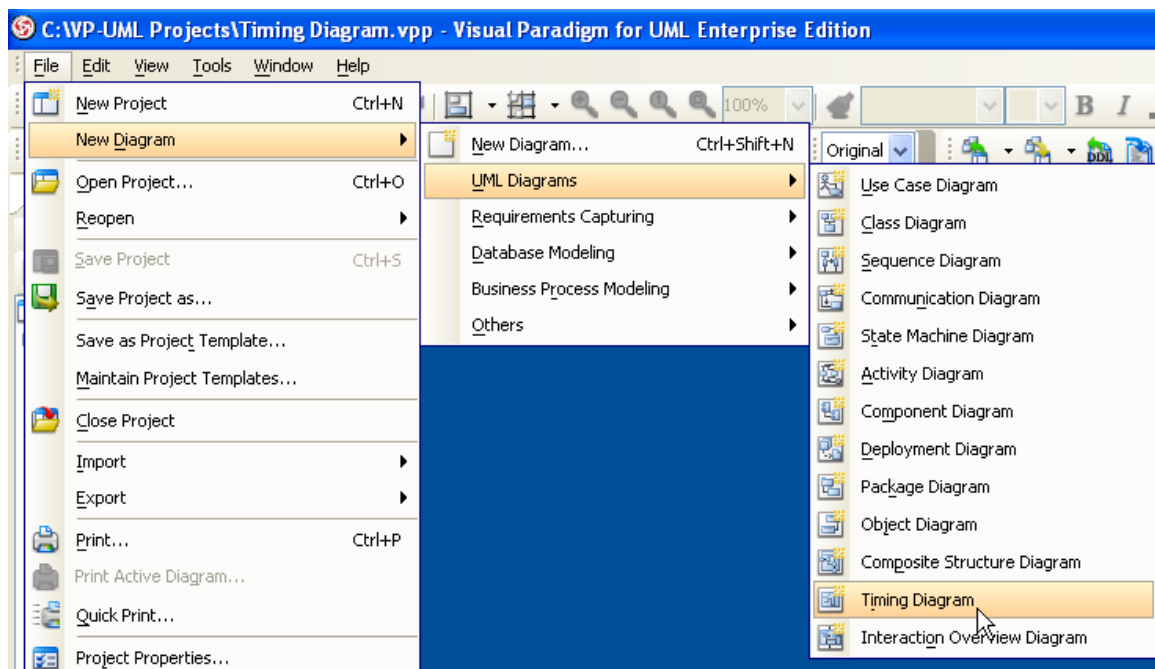 C:\WP-UML Projects\Timing Diagram.vpp - Visual Paradigm for UML Enterprise Edition
File Edit View Tools Window Help
New Project Ctrl+N
100%
B I
New Diagram
New Diagram... Ctrl+Shift+N
Original
DDL
Open Project... Ctrl+O
UML Diagrams
Use Case Diagram
Reopen
Requirements Capturing
Class Diagram
Save Project Ctrl+S
Database Modeling
Sequence Diagram
Save Project as...
Business Process Modeling
Communication Diagram
Save as Project Template...
Others
State Machine Diagram
Maintain Project Templates...
Activity Diagram
Close Project
Component Diagram
Import
Deployment Diagram
Export
Package Diagram
Print... Ctrl+P
Object Diagram
Print Active Diagram...
Composite Structure Diagram
Quick Print...
Timing Diagram
Project Properties...
Interaction Overview Diagram